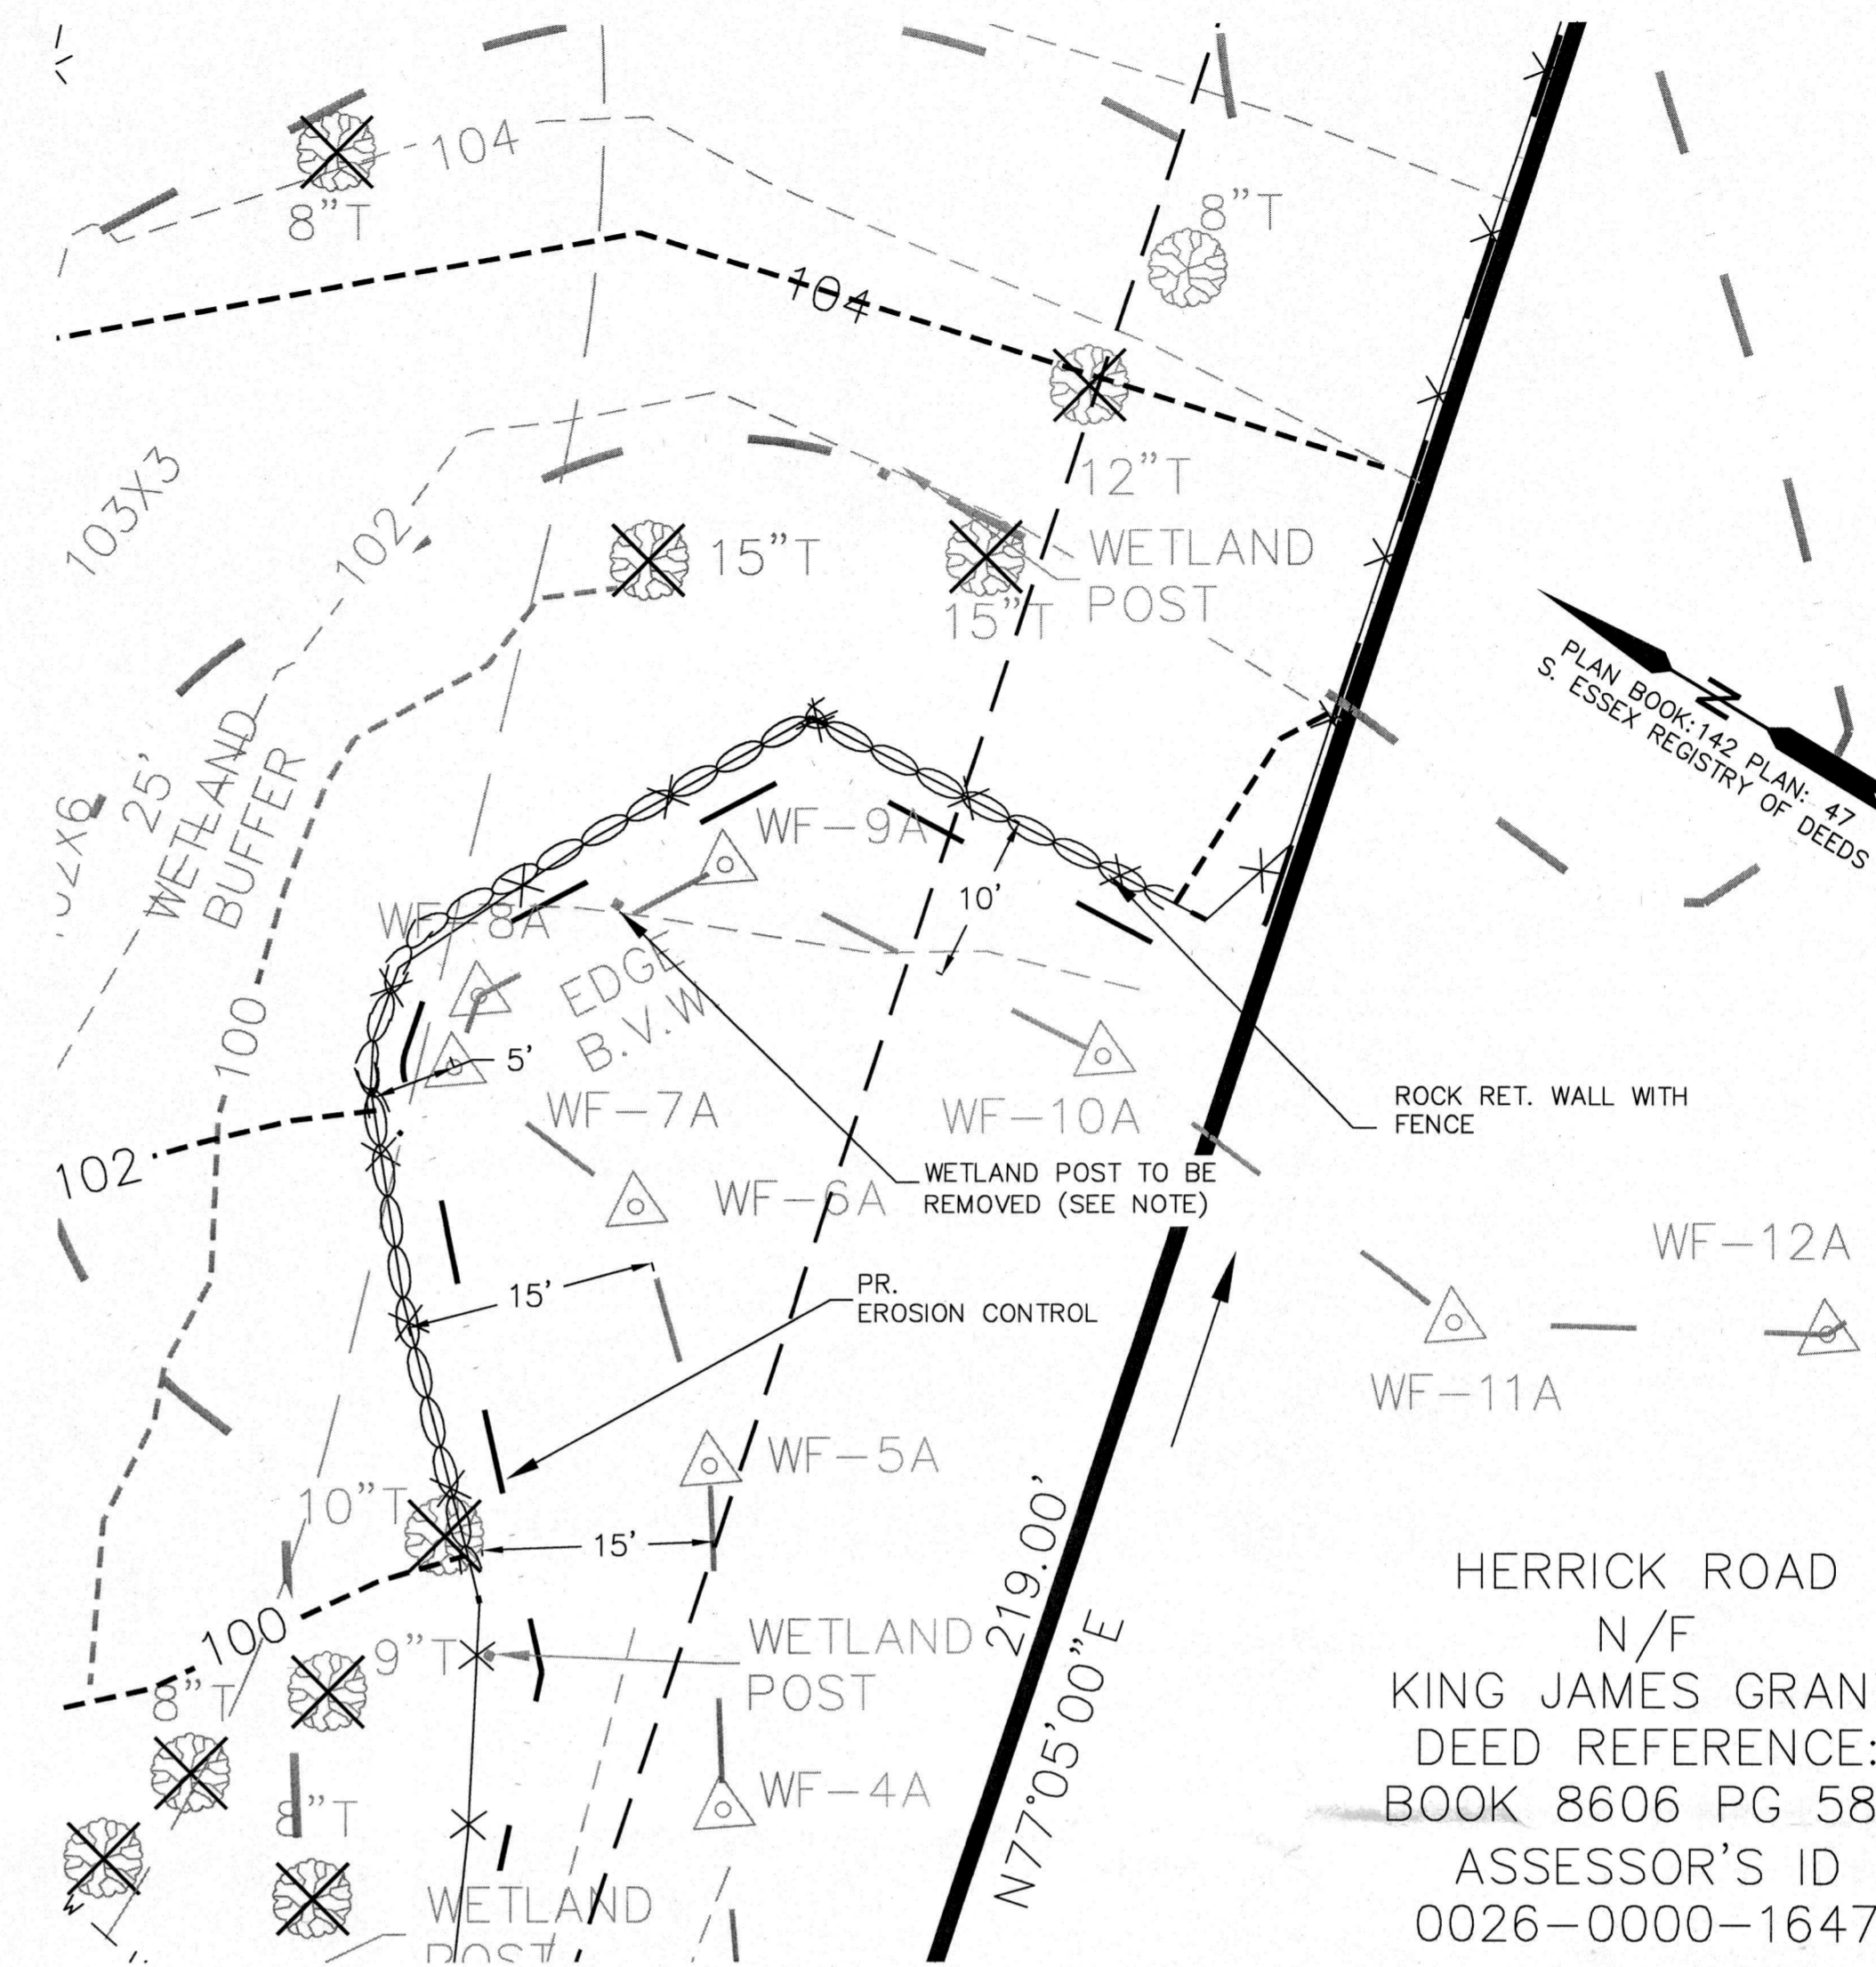 104
8"T
8"T
104
12"T
103X3
102
15"T
15"T
WETLAND
POST
PLAN BOOK: 142 PLAN: 47
S. ESSEX REGISTRY OF DEEDS
N
25'
WETLAND
BUFFER
WF-9A
10'
WF-8A
EDGE
B.V.W
100
5'
WF-7A
WF-10A
ROCK RET. WALL WITH
FENCE
102
WETLAND POST TO BE
REMOVED (SEE NOTE)
WF-6A
WF-12A
15'
PR.
EROSION CONTROL
WF-11A
WF-5A
10"T
15'
219.00'
N77°05'00"E
100
9"T
8"T
WETLAND
POST
WF-4A
8"T
WETLAND
POST
HERRICK ROAD
N/F
KING JAMES GRAN
DEED REFERENCE:
BOOK 8606 PG 58
ASSESSOR'S ID
0026-0000-1647